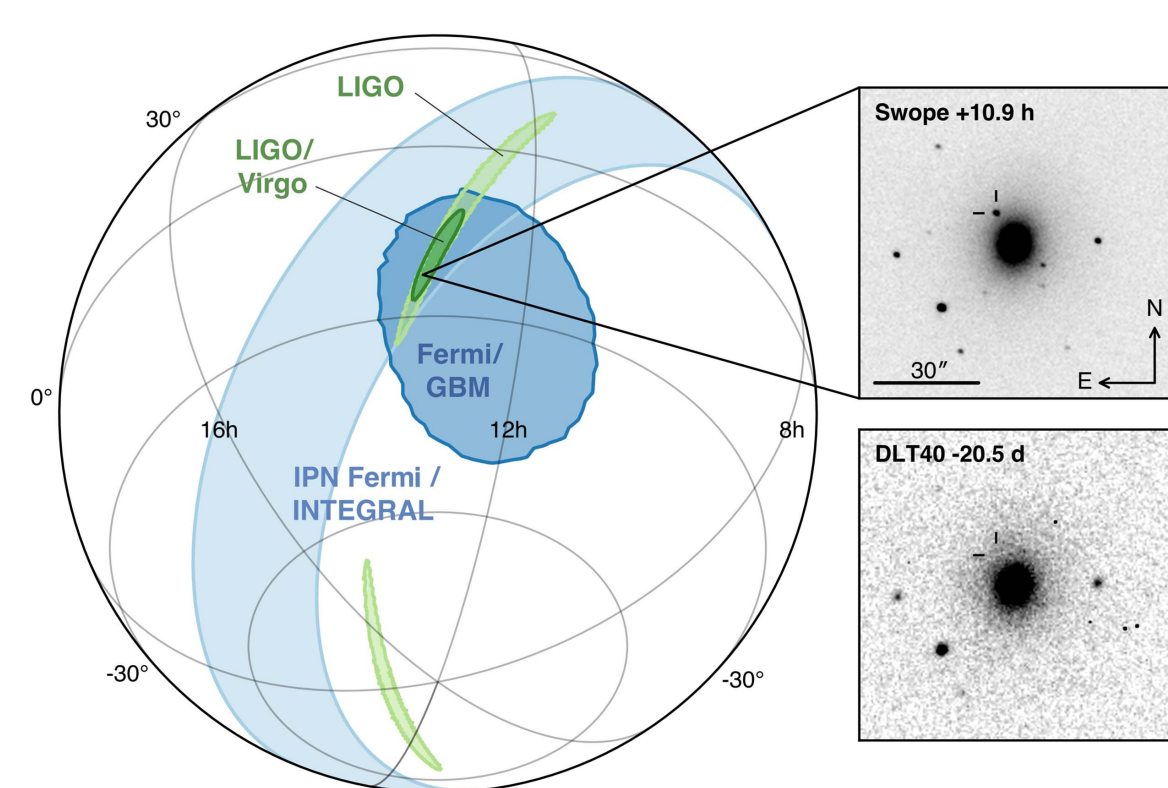 LIGO
30°
LIGO/
Virgo
Swope +10.9 h
N
Fermi/
GBM
30″
E
0°
16h
12h
8h
DLT40 -20.5 d
IPN Fermi /
INTEGRAL
-30°
-30°